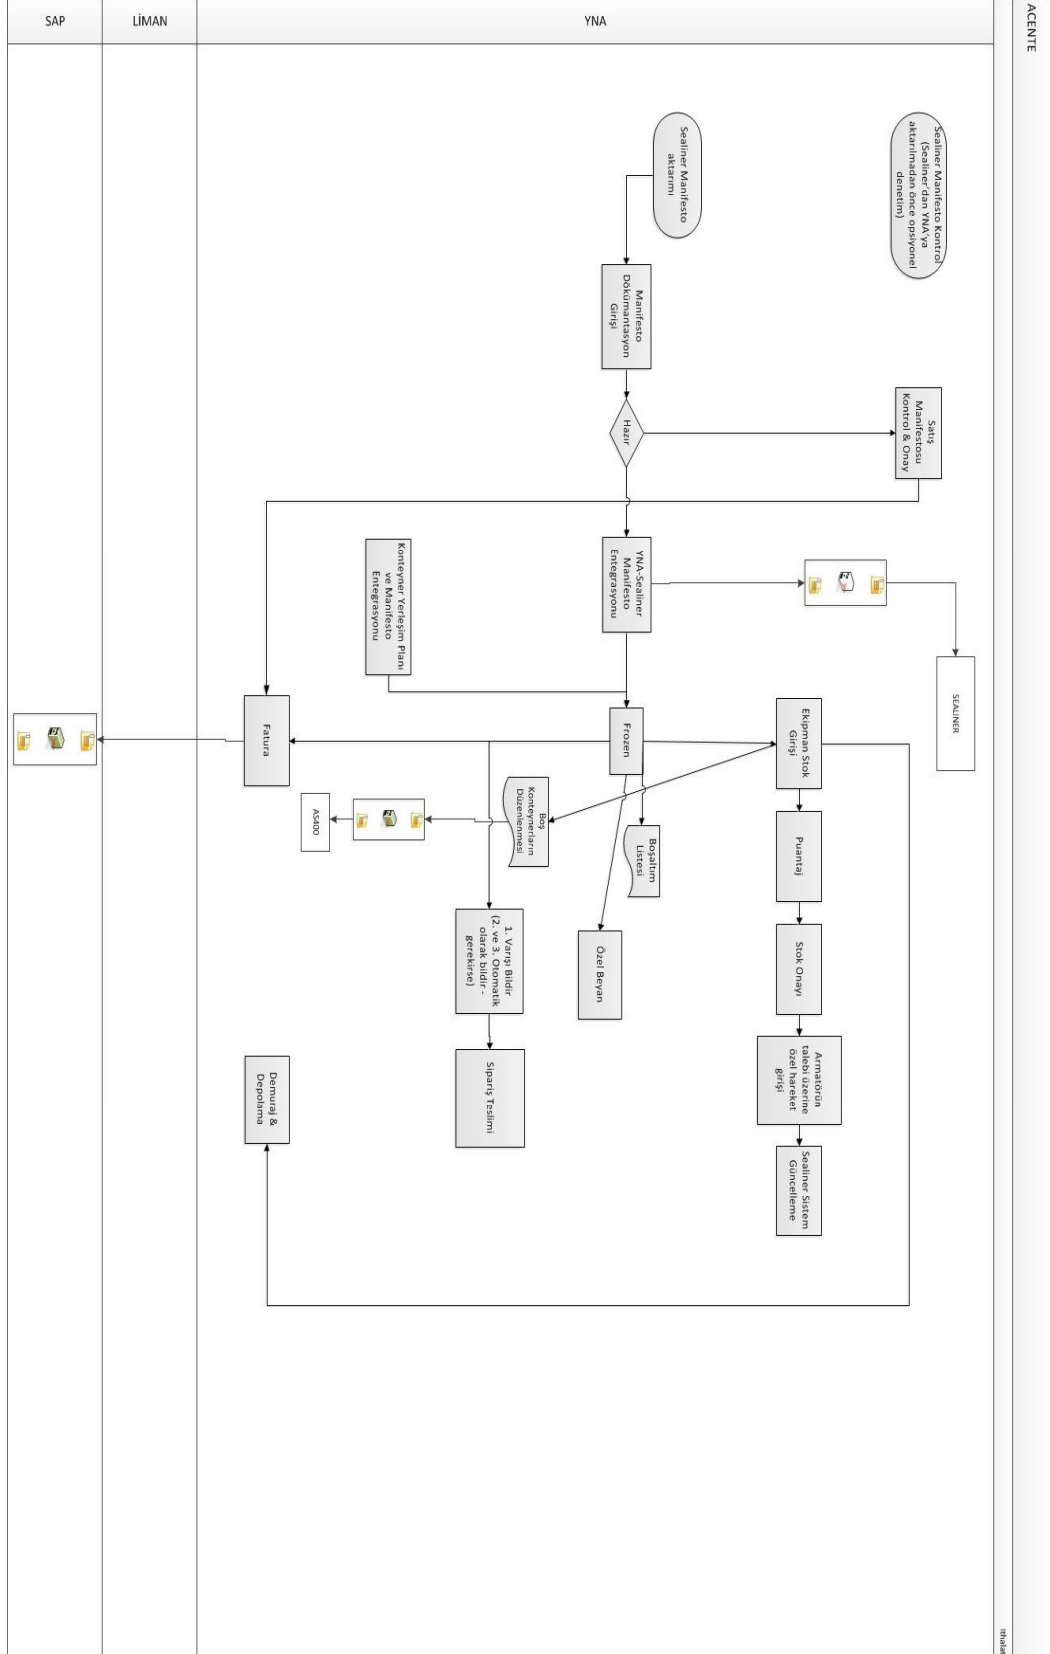 ACENTE
İthalat
YNA
LİMAN
SAP
Sealiner Manifesto Kontrol
(Sealiner'dan YNA'ya
aktarılmadan önce opsiyonel
denetim)
Sealiner Manifesto
aktarımı
Manifesto
Dökümantasyon
Girişi
Hazır
Satış
Manifestosu
Kontrol & Onay
YNA-Sealiner
Manifesto
Entegrasyonu
SEALINER
Konteyner Yerleşim Planı
ve Manifesto
Entegrasyonu
Frozen
Fatura
Ekipman Stok
Girişi
Puantaj
Stok Onayı
Armatörün
talebi üzerine
özel hareket
girişi
Sealiner Sistem
Güncelleme
Boşaltım
Listesi
Özel Beyan
Boş
Konteynerların
Düzenlenmesi
AS400
1. Varışı Bildir
(2. ve 3. Otomatik
olarak bildir -
gerekirse)
Sipariş Teslimi
Demuraj &
Depolama